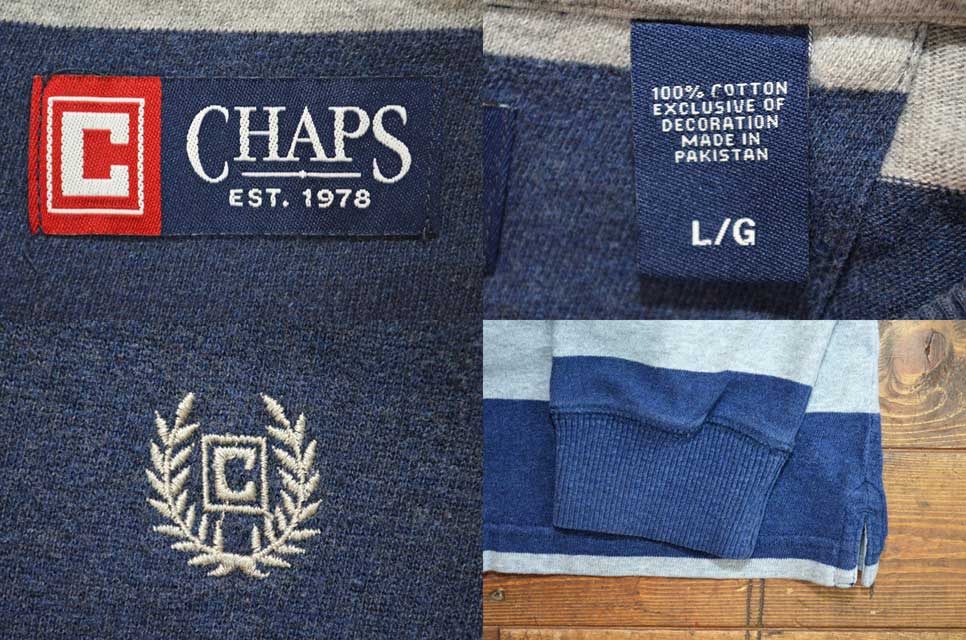 C
CHAPS
EST. 1978
100% COTTON
EXCLUSIVE OF
DECORATION
MADE IN
PAKISTAN
L/G
C